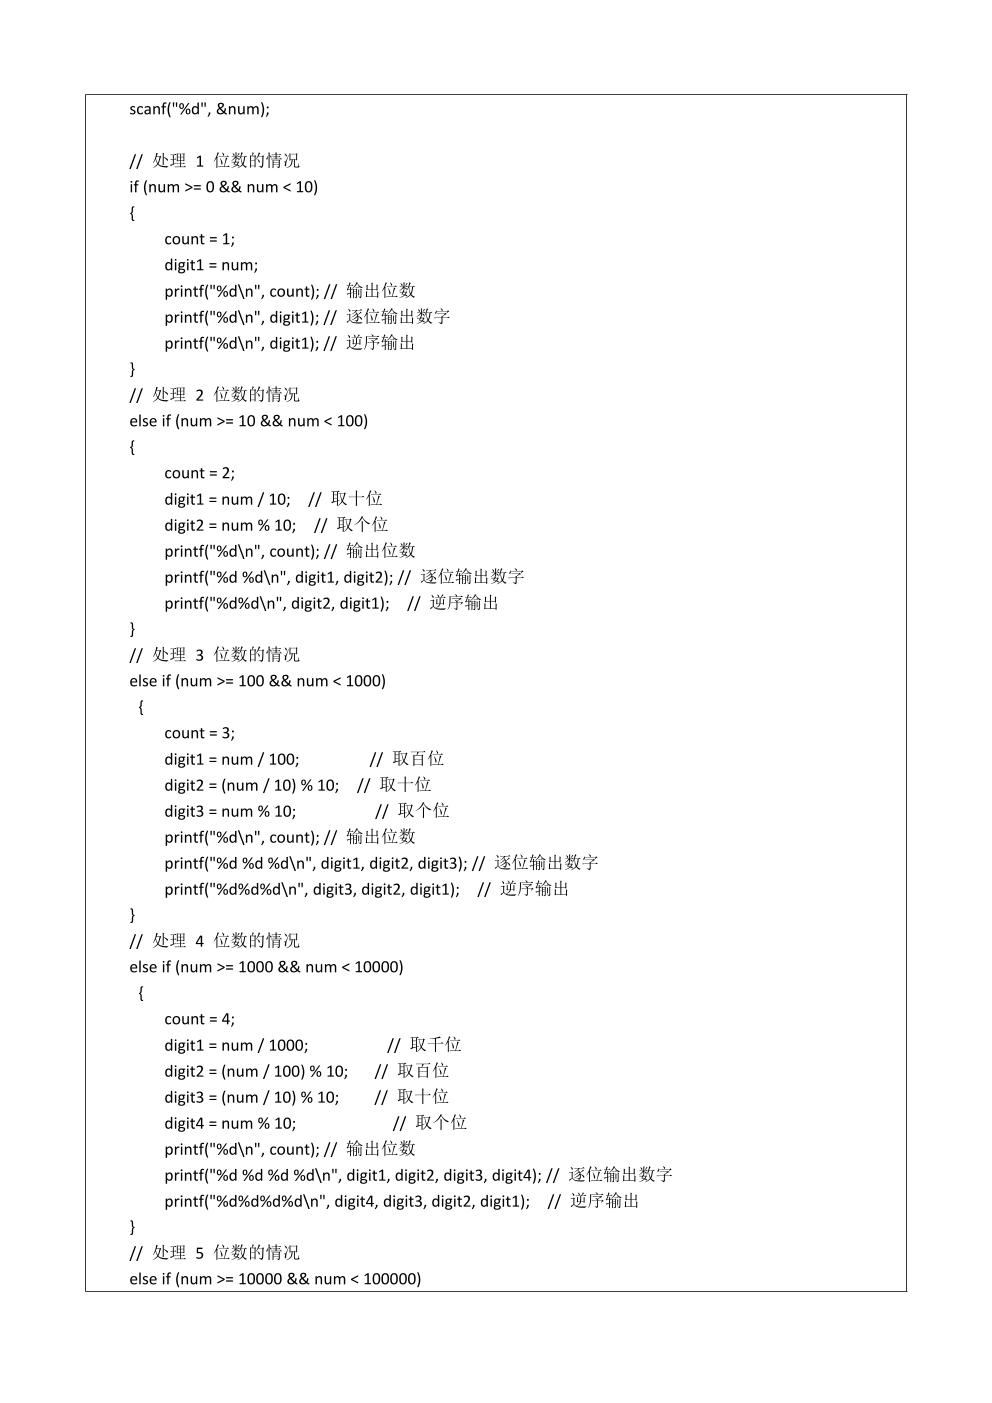 scanf("%d", &num);
// 处理 1 位数的情况
if (num >= 0 && num < 10)
{
count = 1;
digit1 = num;
printf("%d\n", count); // 输出位数
printf("%d\n", digit1); // 逐位输出数字
printf("%d\n", digit1); // 逆序输出
}
// 处理 2 位数的情况
else if (num >= 10 && num < 100)
{
count = 2;
digit1 = num / 10; // 取十位
digit2 = num % 10; // 取个位
printf("%d\n", count); // 输出位数
printf("%d %d\n", digit1, digit2); // 逐位输出数字
printf("%d%d\n", digit2, digit1); // 逆序输出
}
// 处理 3 位数的情况
else if (num >= 100 && num < 1000)
{
count = 3;
digit1 = num / 100; // 取百位
digit2 = (num / 10) % 10; // 取十位
digit3 = num % 10; // 取个位
printf("%d\n", count); // 输出位数
printf("%d %d %d\n", digit1, digit2, digit3); // 逐位输出数字
printf("%d%d%d\n", digit3, digit2, digit1); // 逆序输出
}
// 处理 4 位数的情况
else if (num >= 1000 && num < 10000)
{
count = 4;
digit1 = num / 1000; // 取千位
digit2 = (num / 100) % 10; // 取百位
digit3 = (num / 10) % 10; // 取十位
digit4 = num % 10; // 取个位
printf("%d\n", count); // 输出位数
printf("%d %d %d %d\n", digit1, digit2, digit3, digit4); // 逐位输出数字
printf("%d%d%d%d\n", digit4, digit3, digit2, digit1); // 逆序输出
}
// 处理 5 位数的情况
else if (num >= 10000 && num < 100000)